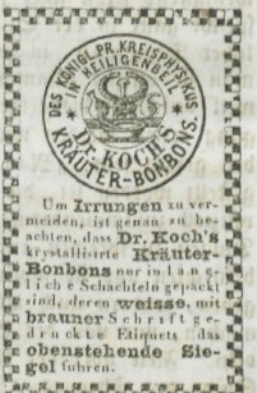 DES KÖNIGL. PR. KREISPHYSIKUS
IN HEILIGENBEIL
Dr. KOCH'S
KRÄUTER-BONBONS.
Um Irrungen zu ver-
meiden, ist genau zu be-
achten, dass Dr. Koch's
krystallisirte Kräuter-
Bonbons nur in läng-
liche Schachteln gepackt
sind, deren weisse, mit
brauner Schrift ge-
druckte Etiquets das
obenstehende Sie-
gel führen.